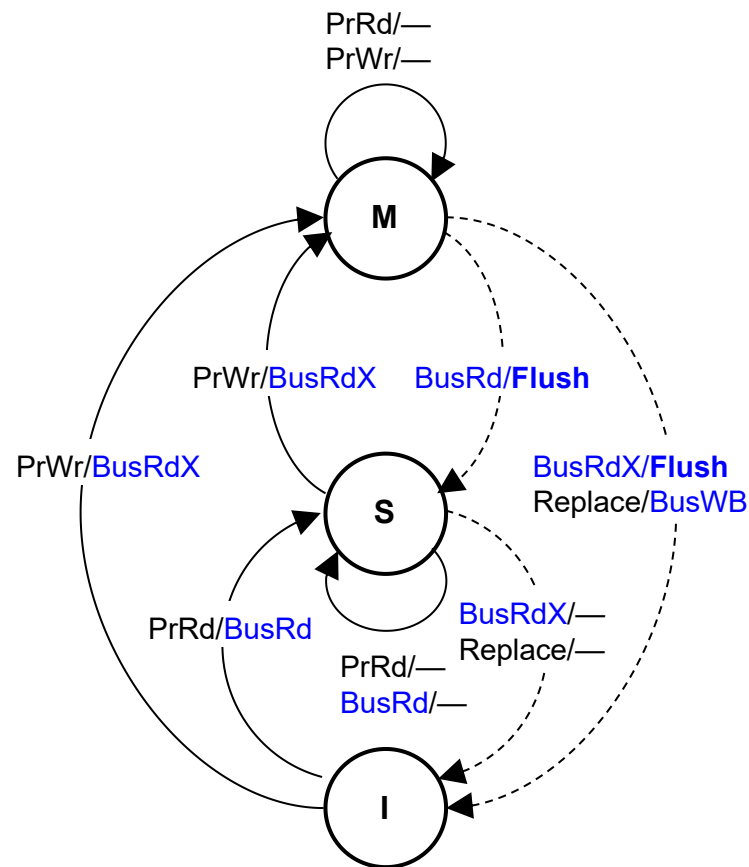 PrRd/—
PrWr/—
M
PrWr/BusRdX
BusRd/Flush
PrWr/BusRdX
BusRdX/Flush
Replace/BusWB
S
PrRd/BusRd
BusRdX/—
Replace/—
PrRd/—
BusRd/—
I